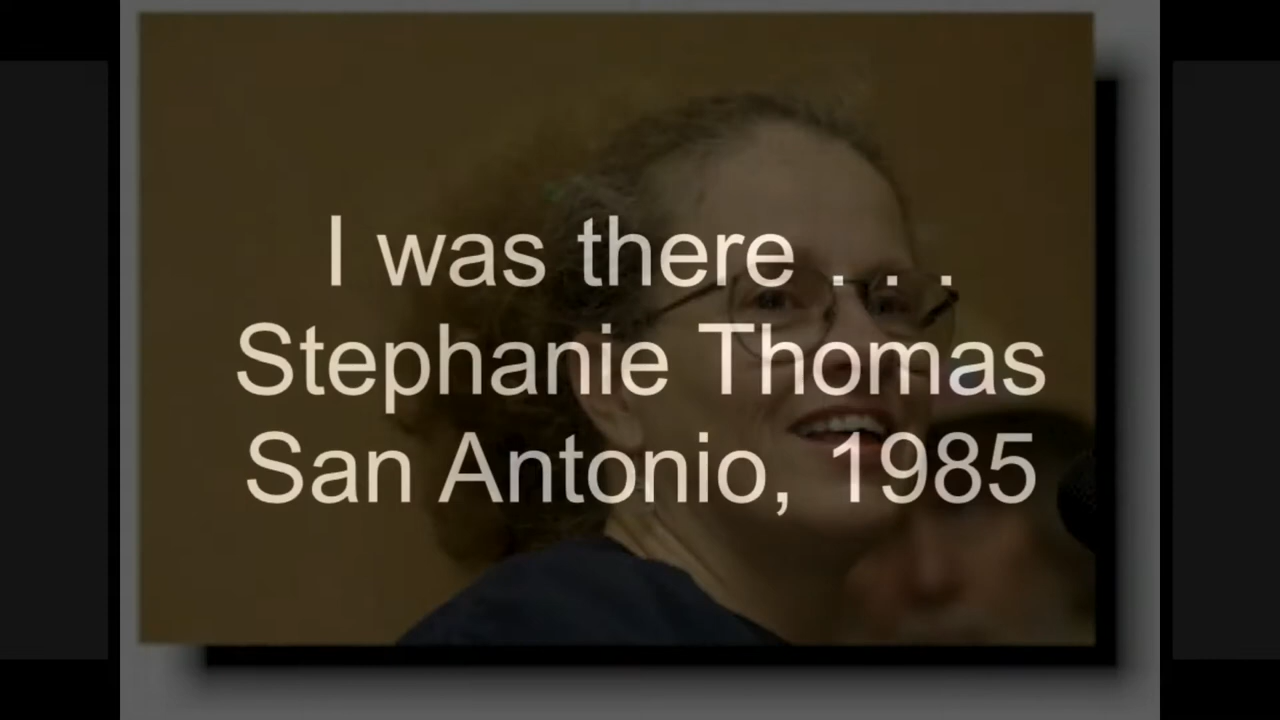 I was there . . .
Stephanie Thomas
San Antonio, 1985